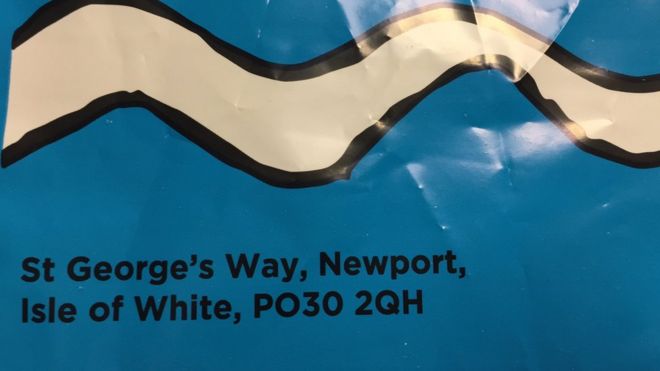 St George's Way, Newport,
Isle of White, PO30 2QH